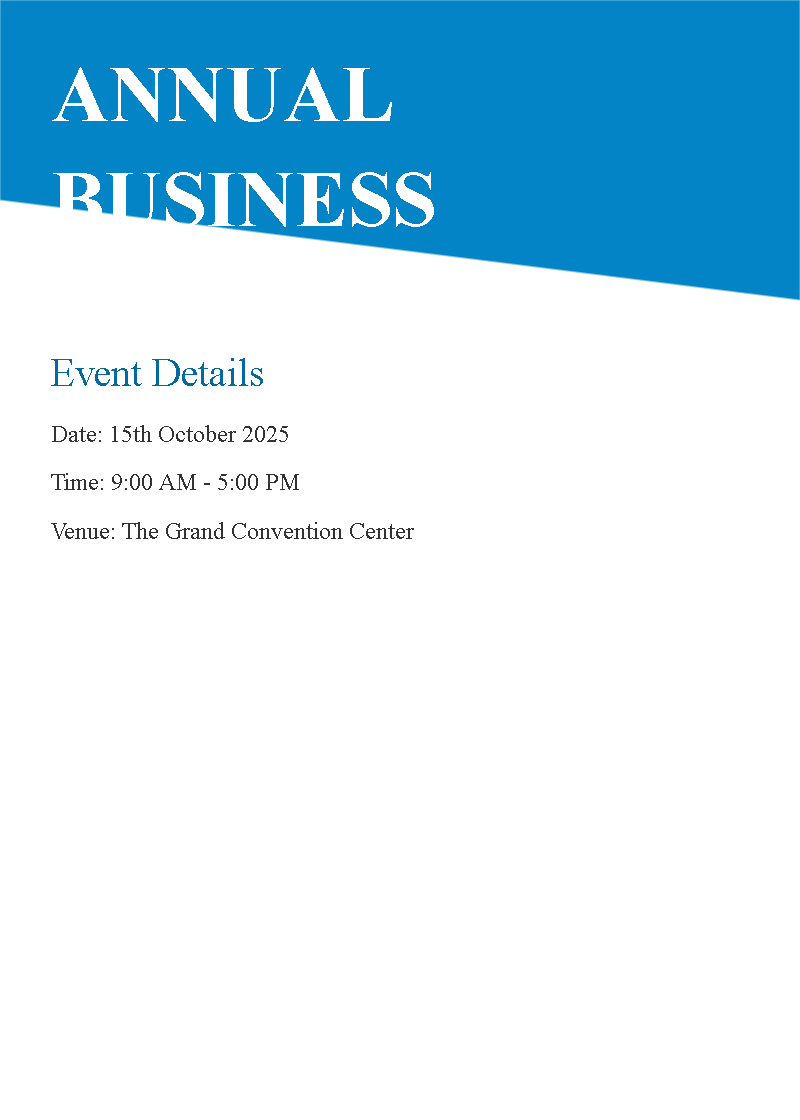 ANNUAL
BUSINESS
Event Details
Date: 15th October 2025
Time: 9:00 AM - 5:00 PM
Venue: The Grand Convention Center